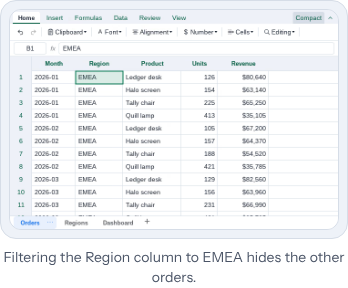 Home Insert Formulas Data Review View Compact
Clipboard A Font Alignment $ Number Cells Editing
B1 fx EMEA
Month Region Product Units Revenue
1 2026-01 EMEA Ledger desk 126 $80,640
2 2026-01 EMEA Halo screen 154 $63,140
3 2026-01 EMEA Tally chair 225 $65,250
4 2026-01 EMEA Quill lamp 413 $35,105
5 2026-02 EMEA Ledger desk 105 $67,200
6 2026-02 EMEA Halo screen 157 $64,370
7 2026-02 EMEA Tally chair 188 $54,520
8 2026-02 EMEA Quill lamp 421 $35,785
9 2026-03 EMEA Ledger desk 129 $82,560
10 2026-03 EMEA Halo screen 156 $63,960
11 2026-03 EMEA Tally chair 231 $66,990
Orders Regions Dashboard +
Filtering the Region column to EMEA hides the other
orders.